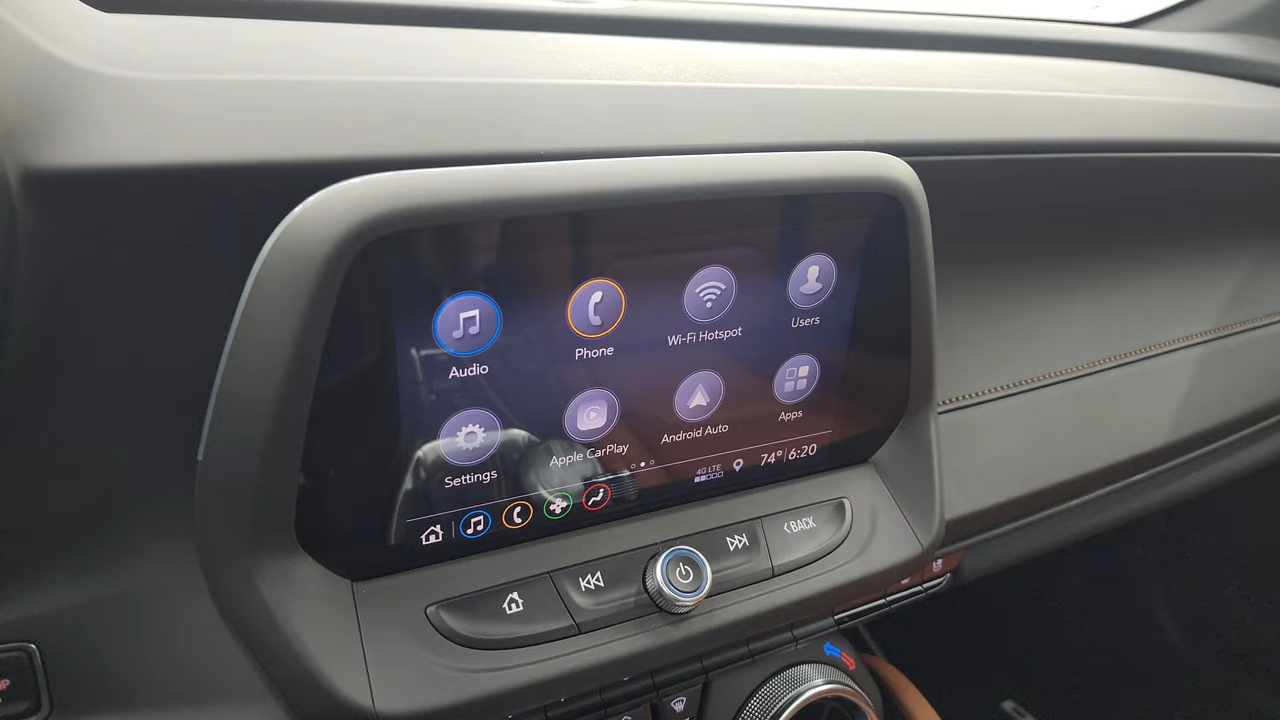 Audio
Phone
Wi-Fi Hotspot
Users
Settings
Apple CarPlay
Android Auto
Apps
4G LTE
74° 6:20
<BACK